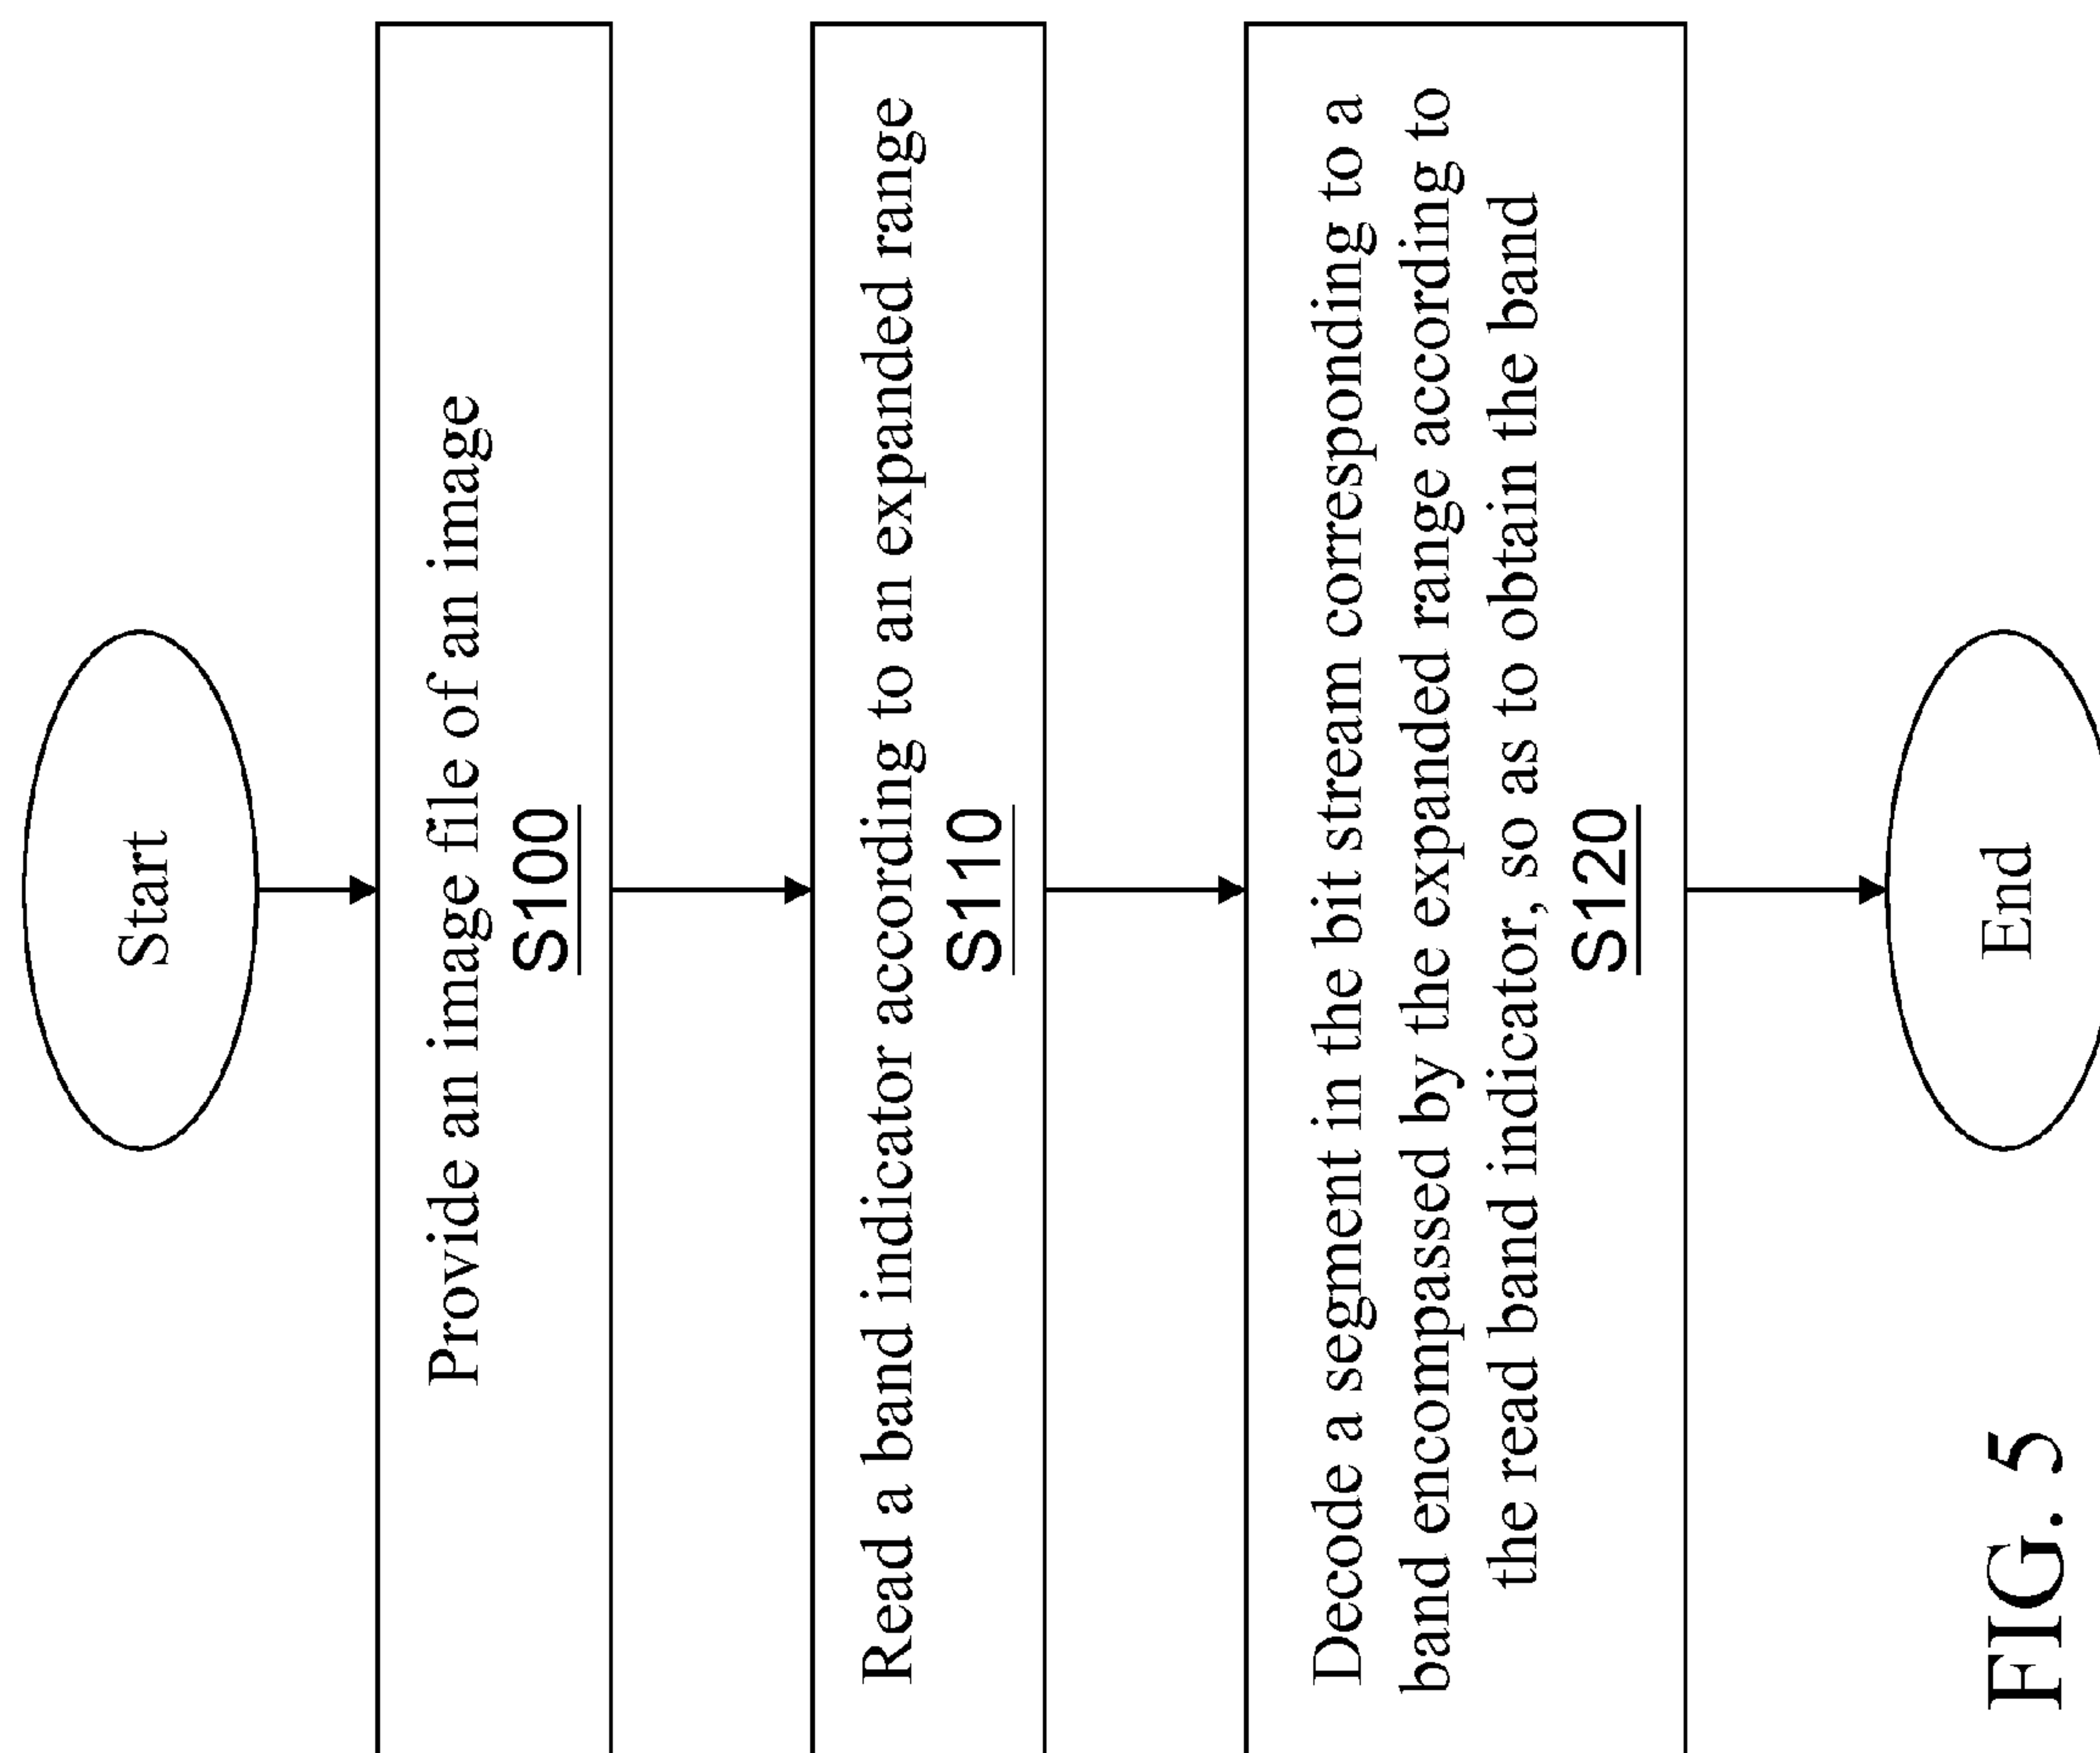 Start
Provide an image file of an image
S100
Read a band indicator according to an expanded range
S110
Decode a segment in the bit stream corresponding to a
band encompassed by the expanded range according to
the read band indicator, so as to obtain the band
S120
End
FIG. 5